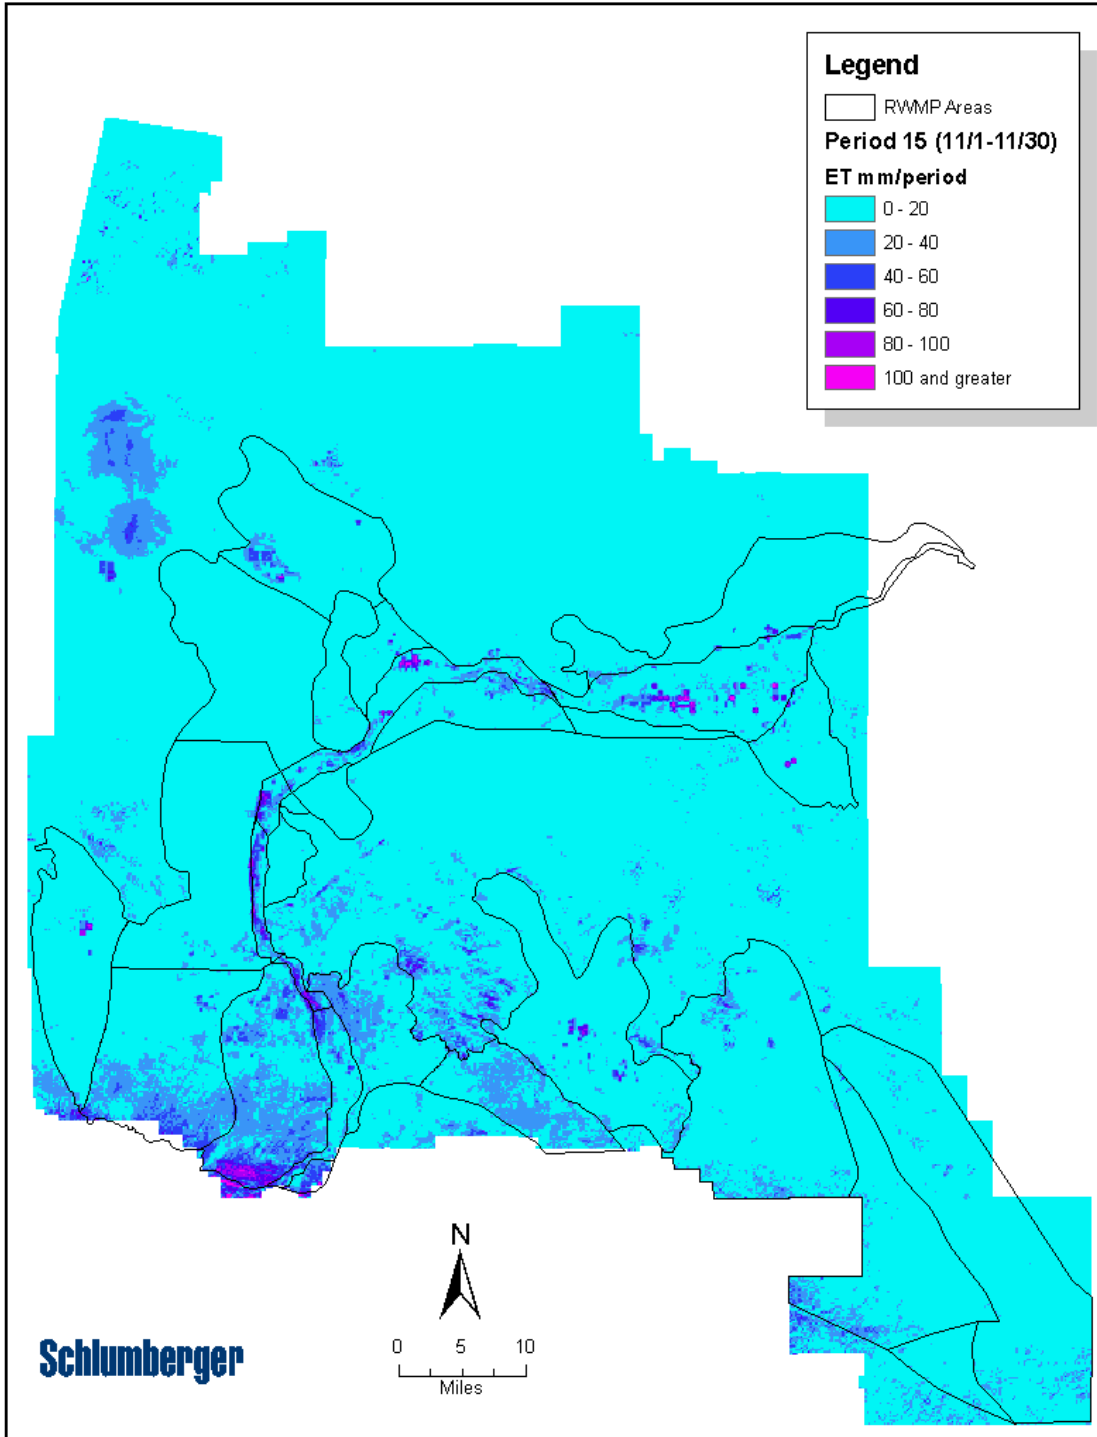 Legend
RWMP Areas
Period 15 (11/1-11/30)
ET mm/period
0 - 20
20 - 40
40 - 60
60 - 80
80 - 100
100 and greater
N
0 5 10
Miles
Schlumberger